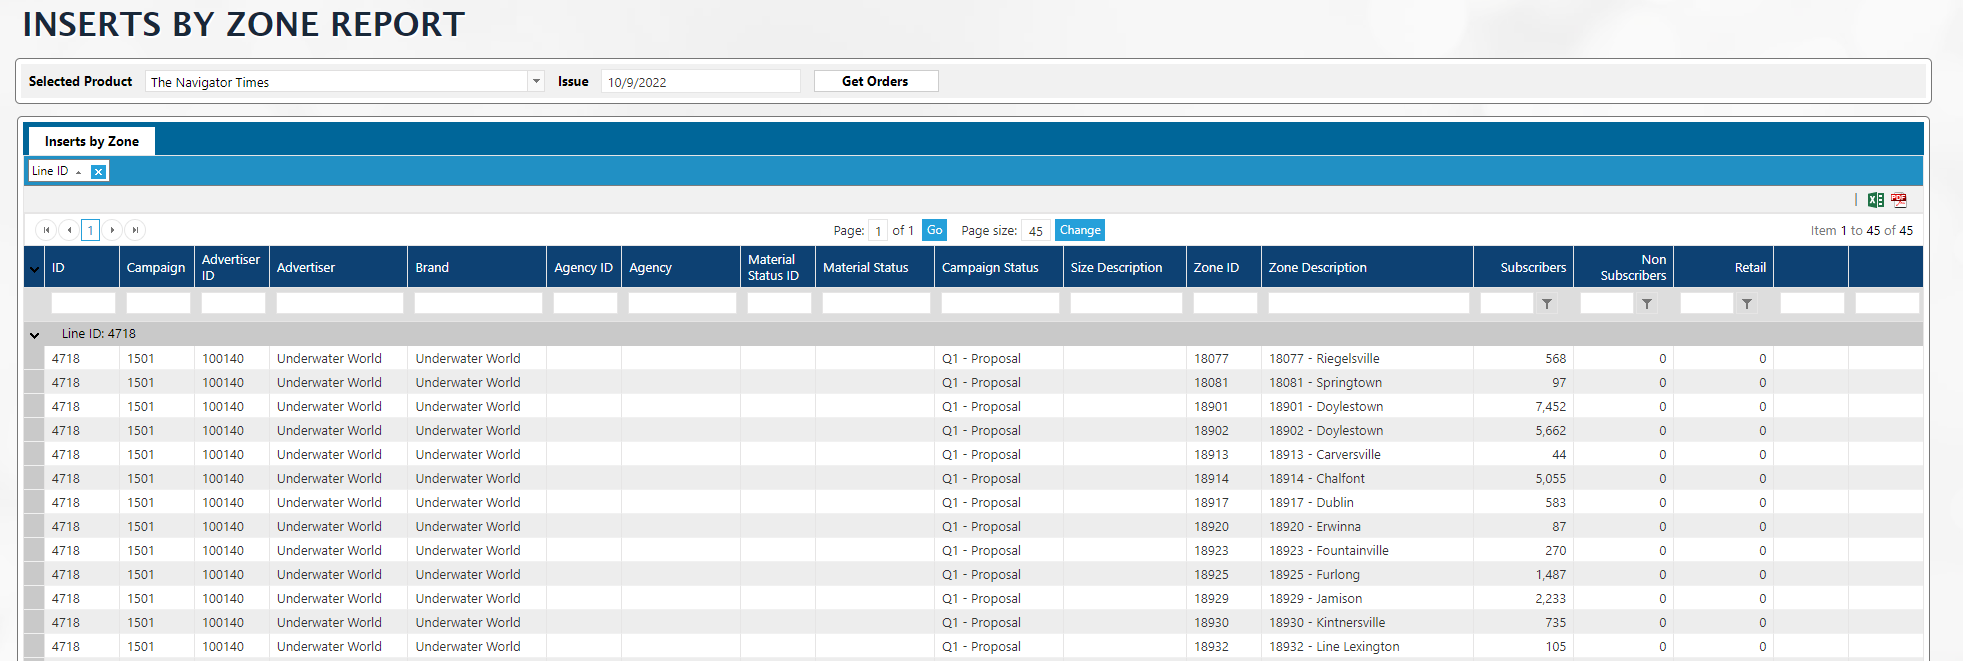 INSERTS BY ZONE REPORT
Selected Product The Navigator Times Issue 10/9/2022 Get Orders
Inserts by Zone
Line ID
PDF
1 Page: 1 of 1 Go Page size: 45 Change Item 1 to 45 of 45
ID Campaign Advertiser ID Advertiser Brand Agency ID Agency Material Status ID Material Status Campaign Status Size Description Zone ID Zone Description Subscribers Non Subscribers Retail
Line ID: 4718
4718 1501 100140 Underwater World Underwater World Q1 - Proposal 18077 18077 - Riegelsville 568 0 0
4718 1501 100140 Underwater World Underwater World Q1 - Proposal 18081 18081 - Springtown 97 0 0
4718 1501 100140 Underwater World Underwater World Q1 - Proposal 18901 18901 - Doylestown 7,452 0 0
4718 1501 100140 Underwater World Underwater World Q1 - Proposal 18902 18902 - Doylestown 5,662 0 0
4718 1501 100140 Underwater World Underwater World Q1 - Proposal 18913 18913 - Carversville 44 0 0
4718 1501 100140 Underwater World Underwater World Q1 - Proposal 18914 18914 - Chalfont 5,055 0 0
4718 1501 100140 Underwater World Underwater World Q1 - Proposal 18917 18917 - Dublin 583 0 0
4718 1501 100140 Underwater World Underwater World Q1 - Proposal 18920 18920 - Erwinna 87 0 0
4718 1501 100140 Underwater World Underwater World Q1 - Proposal 18923 18923 - Fountainville 270 0 0
4718 1501 100140 Underwater World Underwater World Q1 - Proposal 18925 18925 - Furlong 1,487 0 0
4718 1501 100140 Underwater World Underwater World Q1 - Proposal 18929 18929 - Jamison 2,233 0 0
4718 1501 100140 Underwater World Underwater World Q1 - Proposal 18930 18930 - Kintnersville 735 0 0
4718 1501 100140 Underwater World Underwater World Q1 - Proposal 18932 18932 - Line Lexington 105 0 0